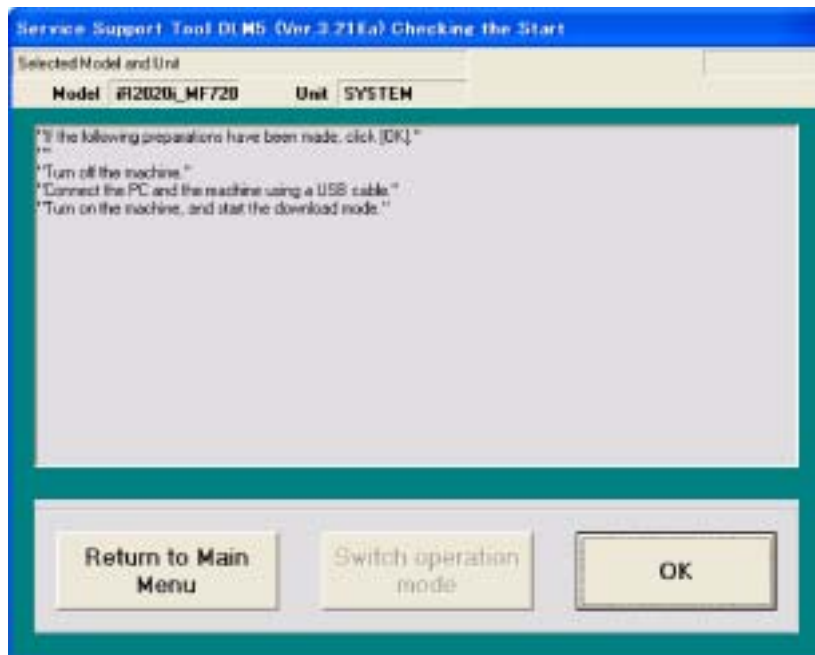 Service Support Tool DLM5 (Ver 3.21Ea) Checking the Start
Selected Model and Unit
Model iR2020i_MF720 Unit SYSTEM
"If the following preparations have been made, click [OK]."
""
"Turn off the machine."
"Connect the PC and the machine using a USB cable."
"Turn on the machine, and start the download mode."
Return to Main
Menu
Switch operation
mode
OK